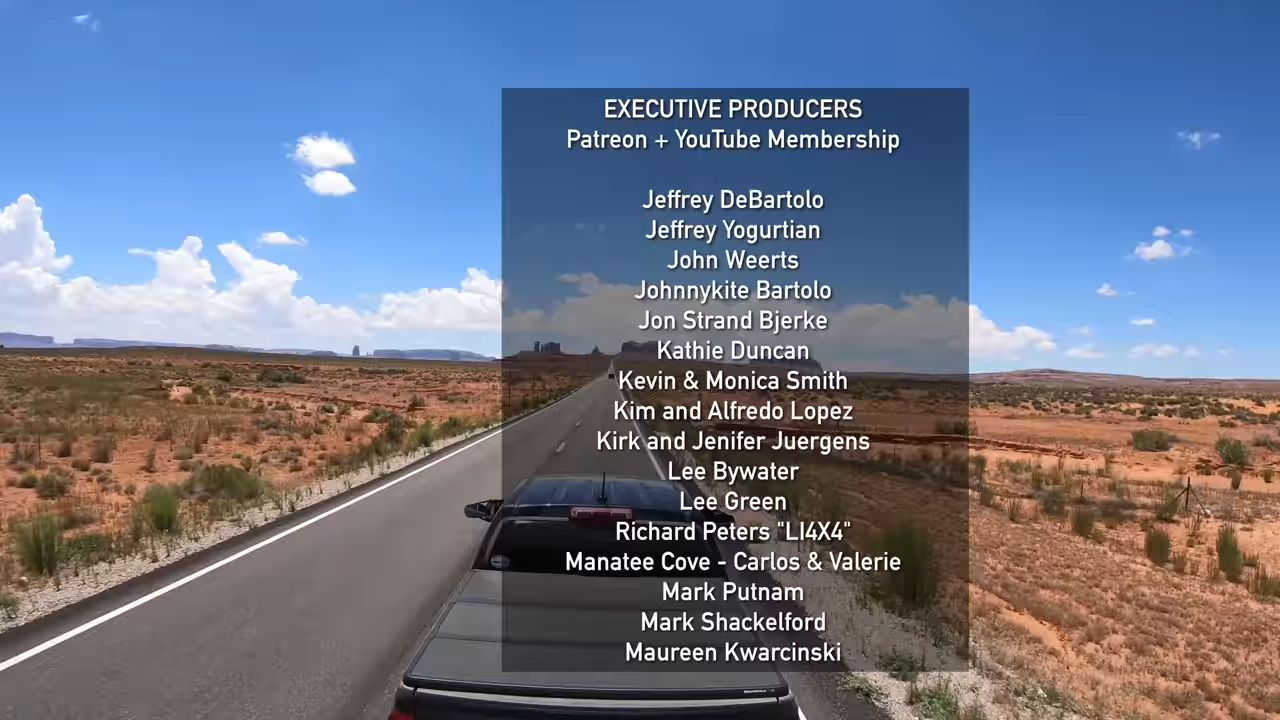 EXECUTIVE PRODUCERS
Patreon + YouTube Membership
Jeffrey DeBartolo
Jeffrey Yogurtian
John Weerts
Johnnykite Bartolo
Jon Strand Bjerke
Kathie Duncan
Kevin & Monica Smith
Kim and Alfredo Lopez
Kirk and Jenifer Juergens
Lee Bywater
Lee Green
Richard Peters "LI4X4"
Manatee Cove - Carlos & Valerie
Mark Putnam
Mark Shackelford
Maureen Kwarcinski